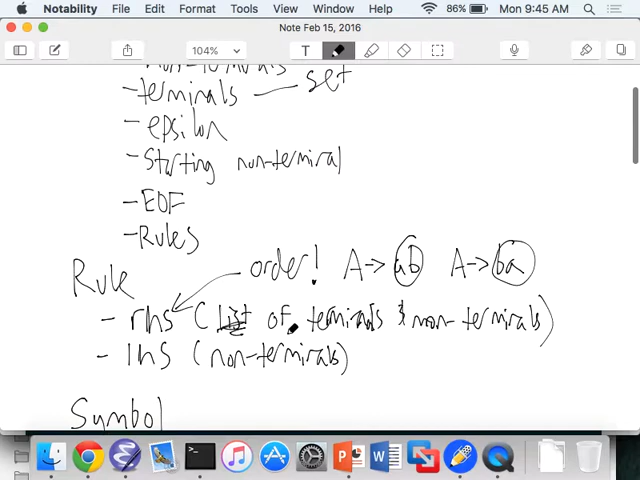 Notability File Edit View Format Tools Window Help 86% Mon 9:45 AM
Note Feb 15, 2016
104% T
- non-terminals
- terminals — set
- epsilon
- Starting non-terminal
- EOF
- Rules
Rule order! A → ab A → ba
- rhs (list of terminals & non-terminals)
- lhs (non-terminals)
Symbol